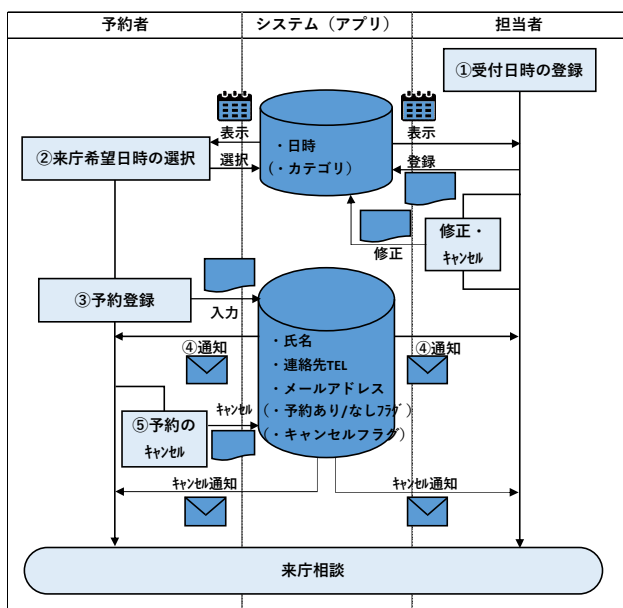 予約者
システム（アプリ）
担当者
①受付日時の登録
表示
表示
・日時
②来庁希望日時の選択
選択
（・カテゴリ）
登録
修正・
ｷｬﾝｾﾙ
修正
③予約登録
入力
④通知
・氏名
④通知
・連絡先TEL
・メールアドレス
（・予約あり/なしﾌﾗｸﾞ）
ｷｬﾝｾﾙ
（・キャンセルフラグ）
⑤予約の
ｷｬﾝｾﾙ
ｷｬﾝｾﾙ通知
ｷｬﾝｾﾙ通知
来庁相談